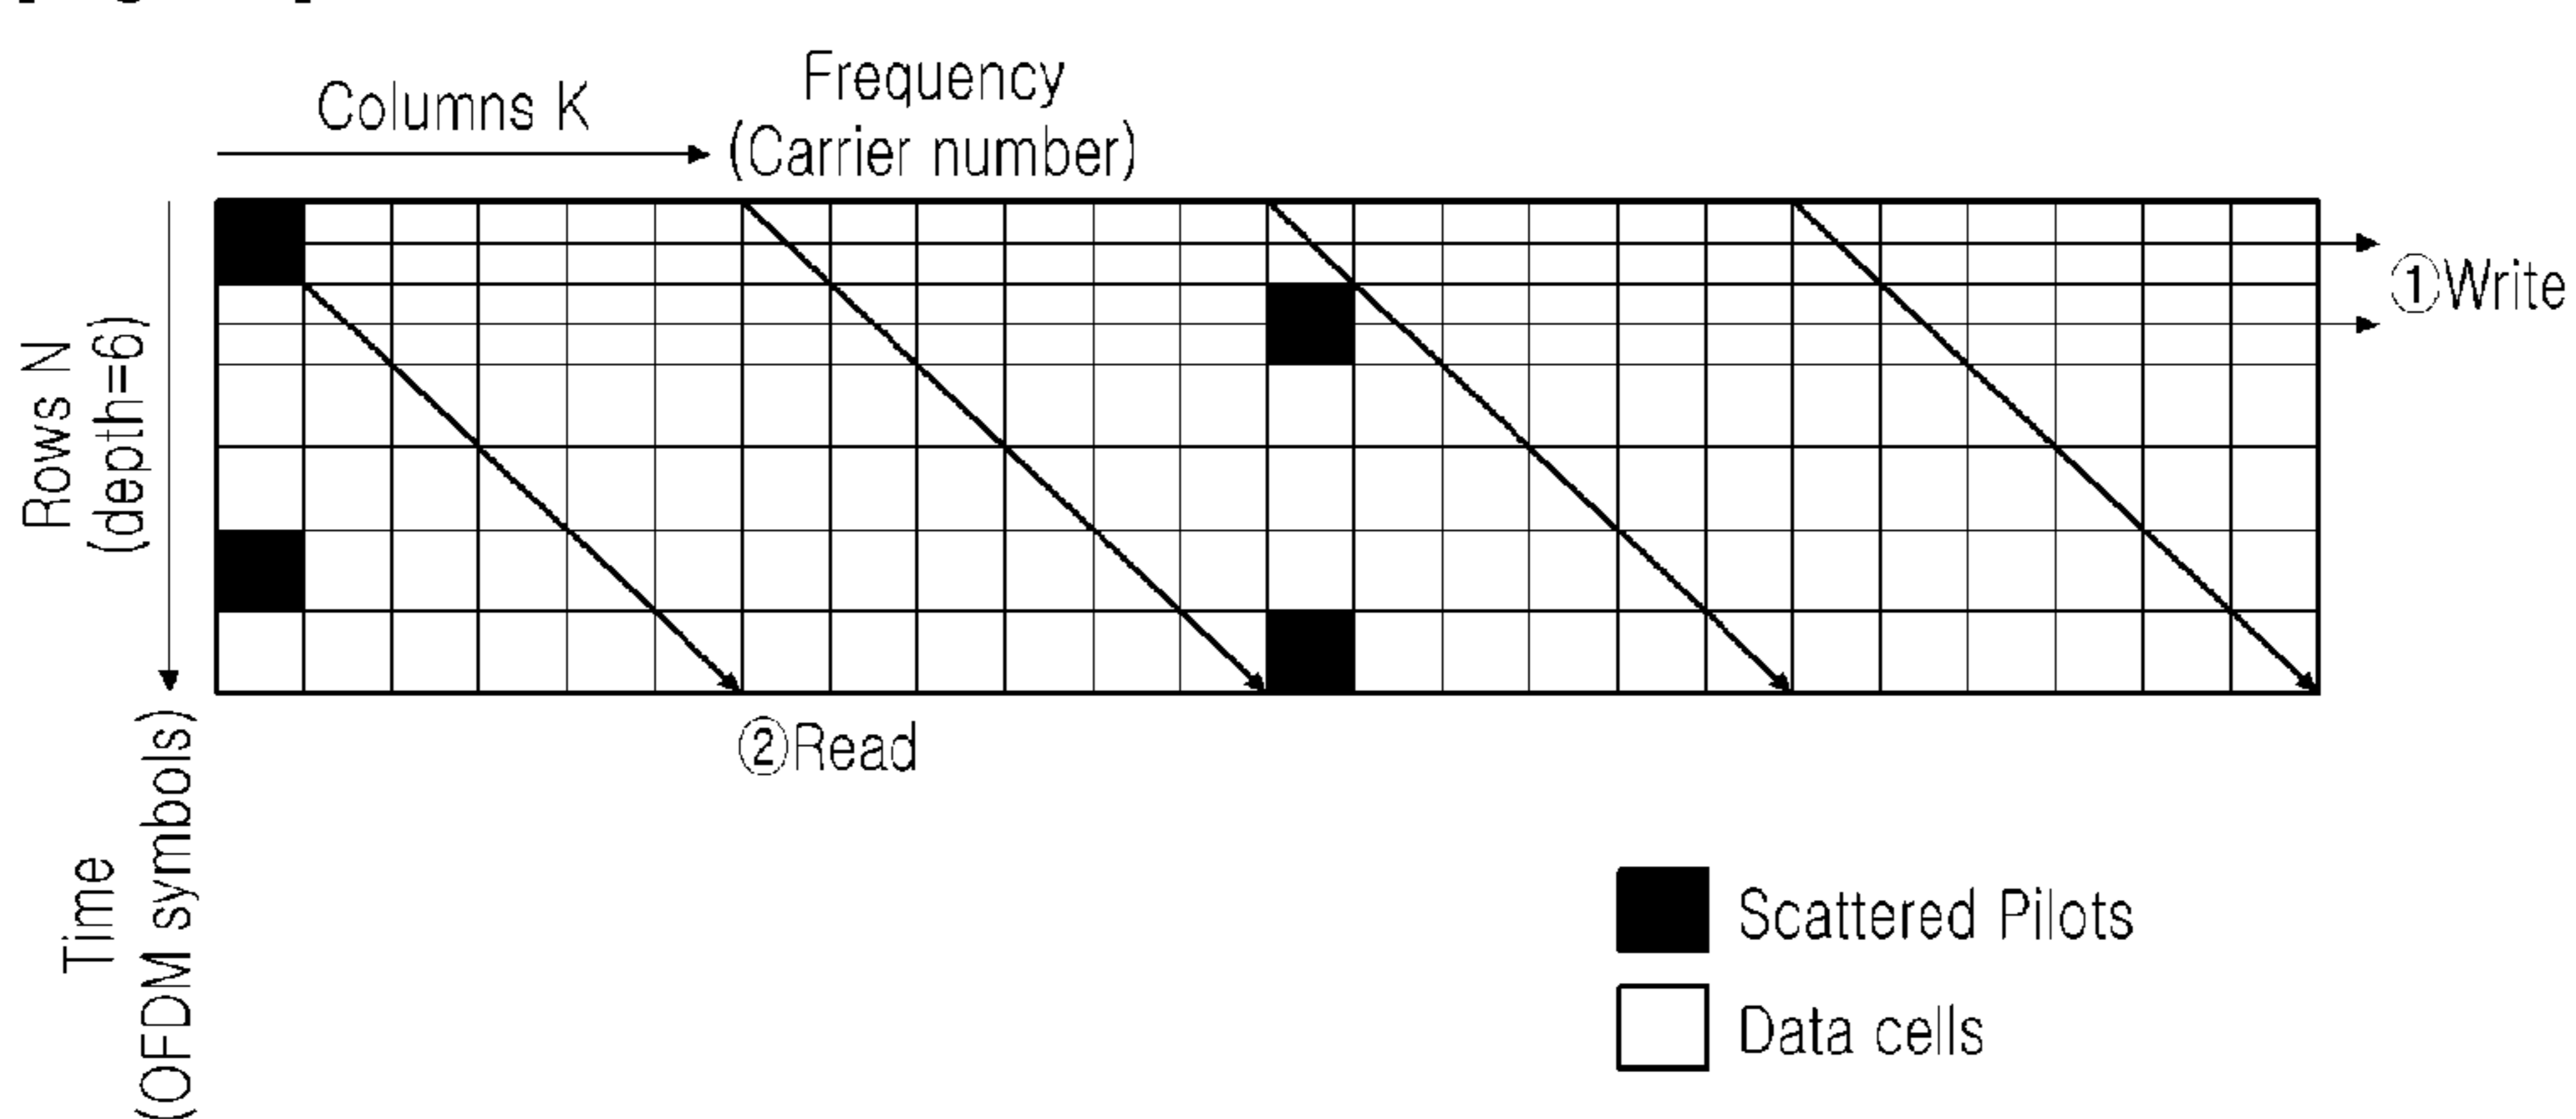 Columns K
Frequency
(Carrier number)
①Write
Rows N
(depth=6)
②Read
Time
(OFDM symbols)
Scattered Pilots
Data cells